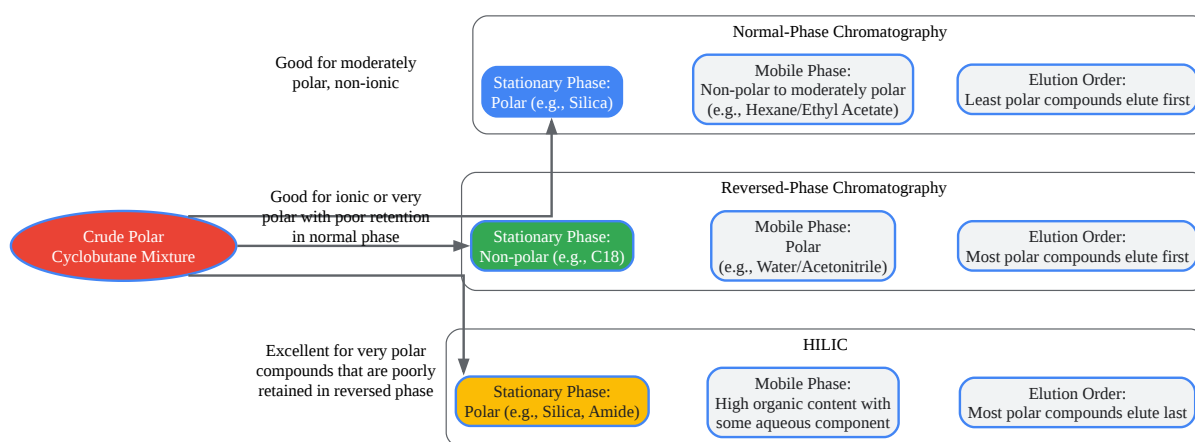 Normal-Phase Chromatography
Good for moderately
polar, non-ionic
Stationary Phase:
Polar (e.g., Silica)
Mobile Phase:
Non-polar to moderately polar
(e.g., Hexane/Ethyl Acetate)
Elution Order:
Least polar compounds elute first
Crude Polar
Cyclobutane Mixture
Good for ionic or very
polar with poor retention
in normal phase
Reversed-Phase Chromatography
Stationary Phase:
Non-polar (e.g., C18)
Mobile Phase:
Polar
(e.g., Water/Acetonitrile)
Elution Order:
Most polar compounds elute first
Excellent for very polar
compounds that are poorly
retained in reversed phase
HILIC
Stationary Phase:
Polar (e.g., Silica, Amide)
Mobile Phase:
High organic content with
some aqueous component
Elution Order:
Most polar compounds elute last